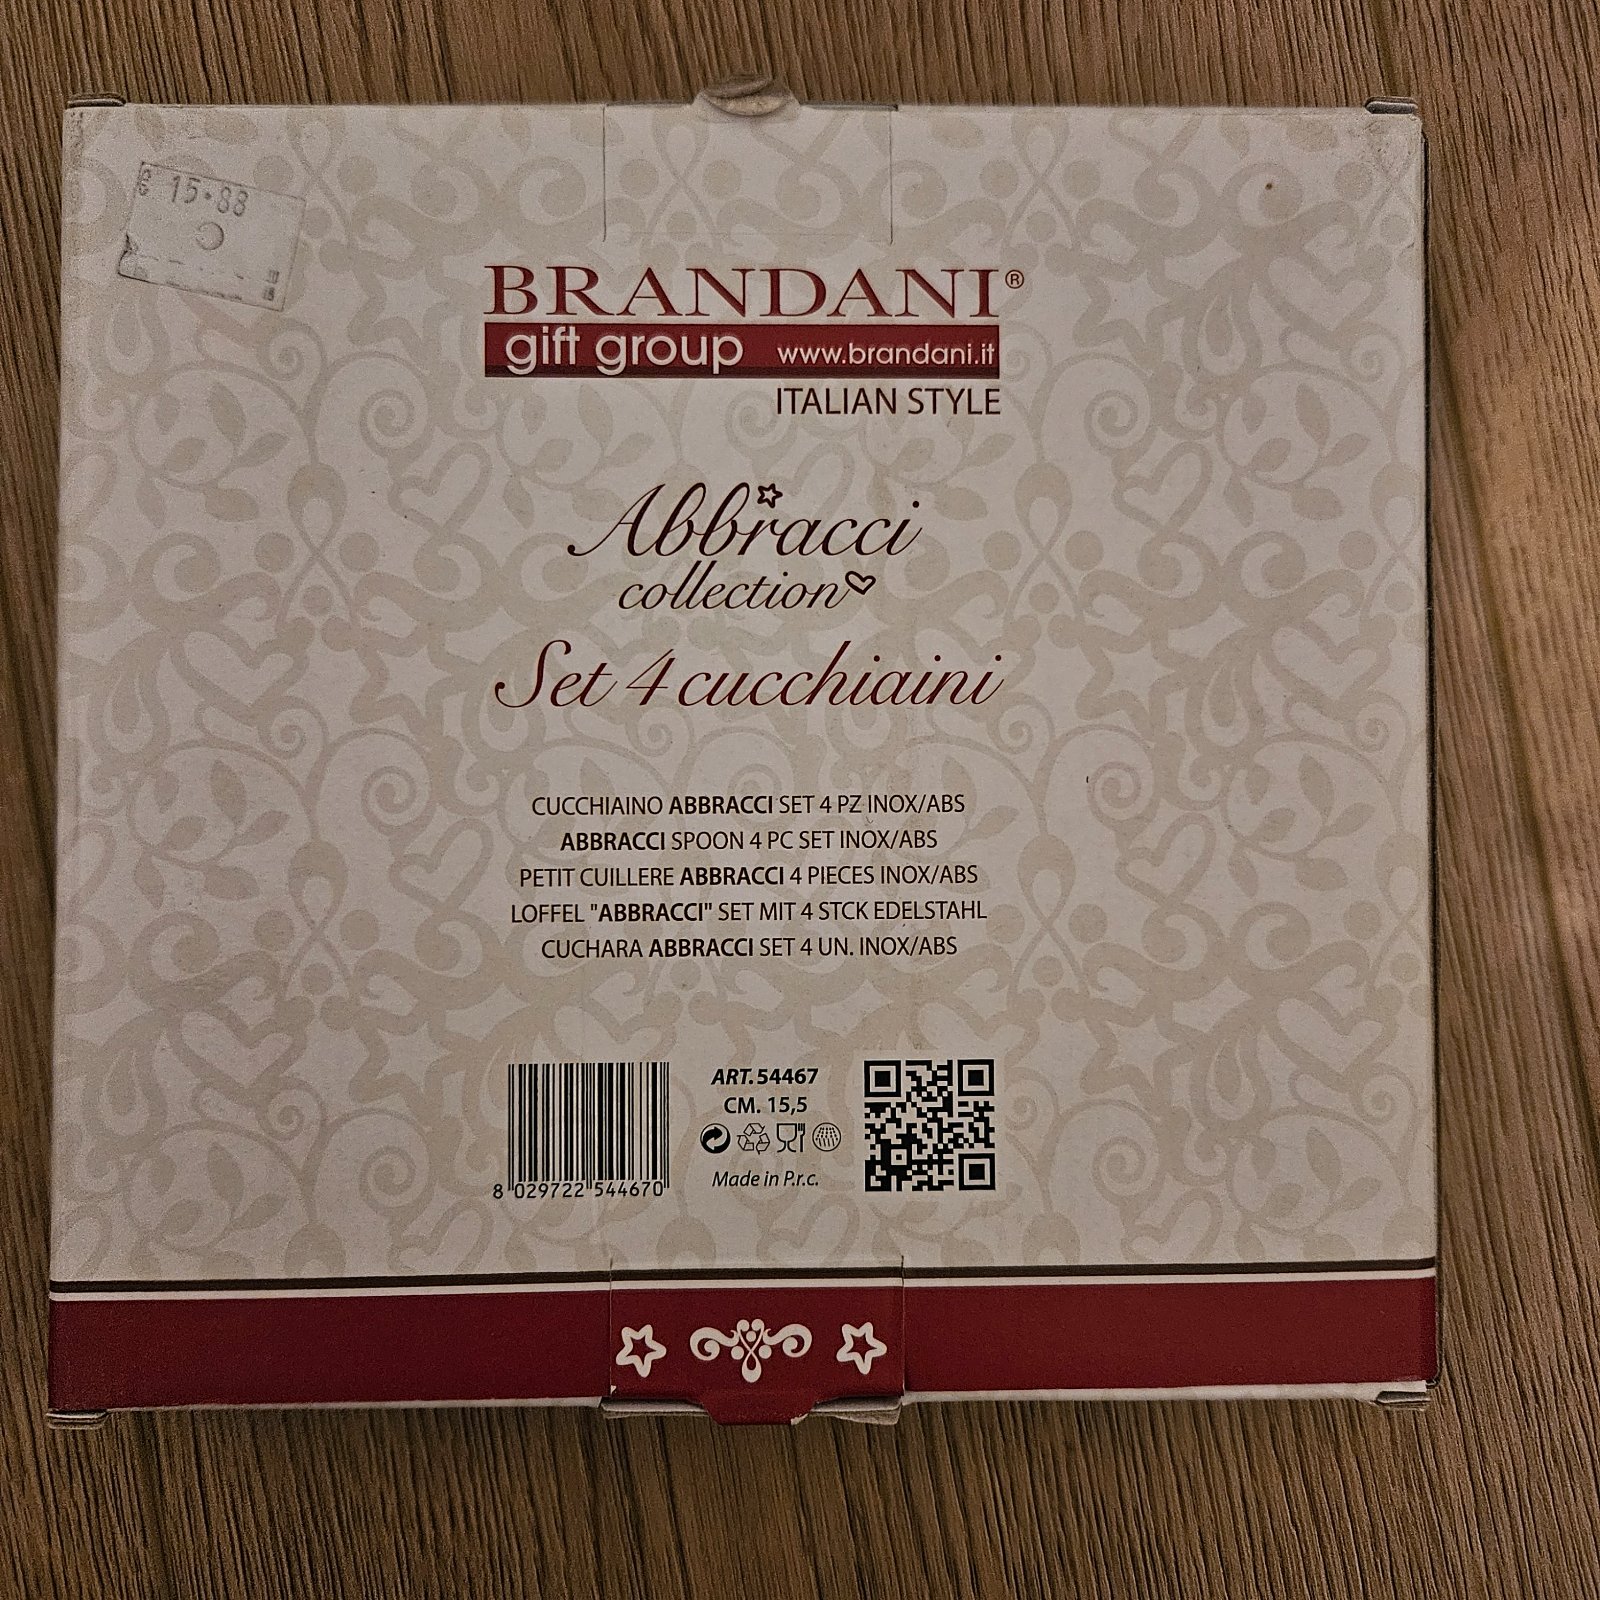 € 15.88
BRANDANI®
gift group www.brandani.it
ITALIAN STYLE
Abbracci
collection
Set 4 cucchiaini
CUCCHIAINO ABBRACCI SET 4 PZ INOX/ABS
ABBRACCI SPOON 4 PC SET INOX/ABS
PETIT CUILLERE ABBRACCI 4 PIECES INOX/ABS
LOFFEL "ABBRACCI" SET MIT 4 STCK EDELSTAHL
CUCHARA ABBRACCI SET 4 UN. INOX/ABS
ART.54467
CM. 15,5
Made in P.r.c.
8 029722 544670